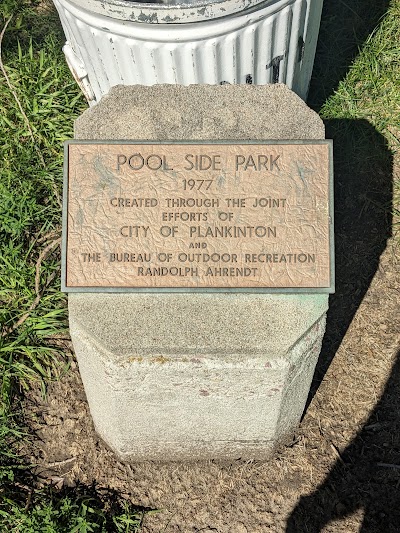 POOL SIDE PARK
1977
CREATED THROUGH THE JOINT
EFFORTS OF
CITY OF PLANKINTON
AND
THE BUREAU OF OUTDOOR RECREATION
RANDOLPH AHRENDT